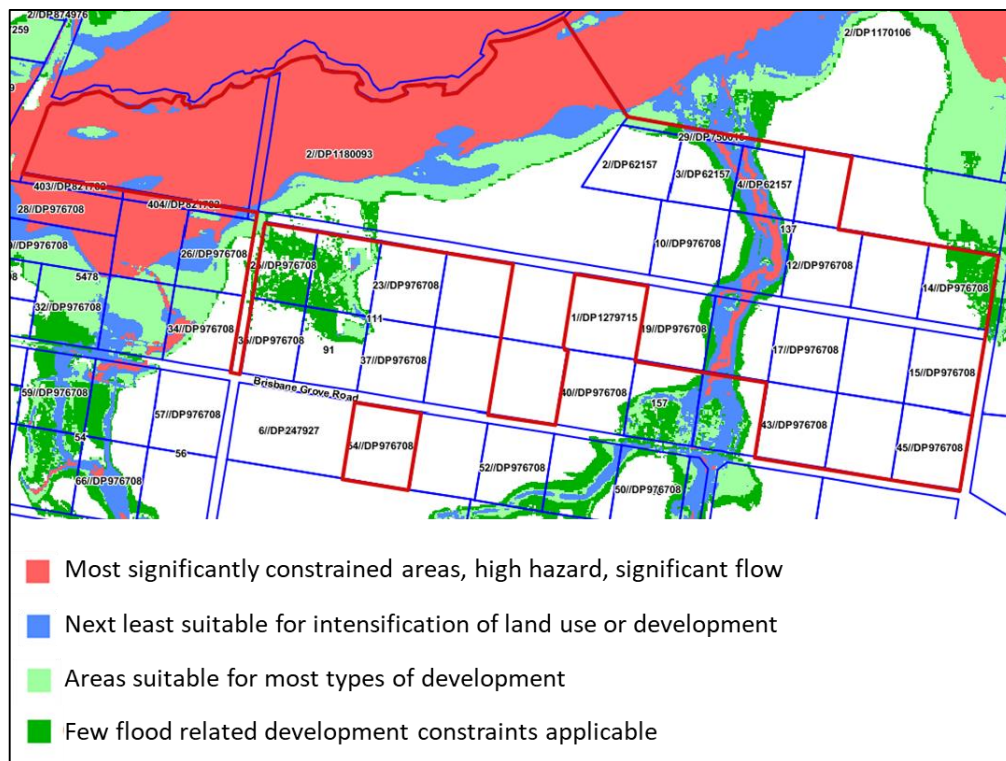 2//DP874976
7259
2//DP1170106
29//DP750015
2//DP1180093
2//DP62157
3//DP62157
4//DP62157
403//DP821702
404//DP821702
28//DP976708
137
10//DP976708
26//DP976708
//DP976708
12//DP976708
5478
23//DP976708
14//DP976708
32//DP976708
111
1//DP1279715
34//DP976708
19//DP976708
91
17//DP976708
37//DP976708
15//DP976708
Brisbane Grove Road
59//DP976708
40//DP976708
157
57//DP976708
43//DP976708
54
6//DP247927
54//DP976708
45//DP976708
56
52//DP976708
66//DP976708
50//DP976708
Most significantly constrained areas, high hazard, significant flow
Next least suitable for intensification of land use or development
Areas suitable for most types of development
Few flood related development constraints applicable